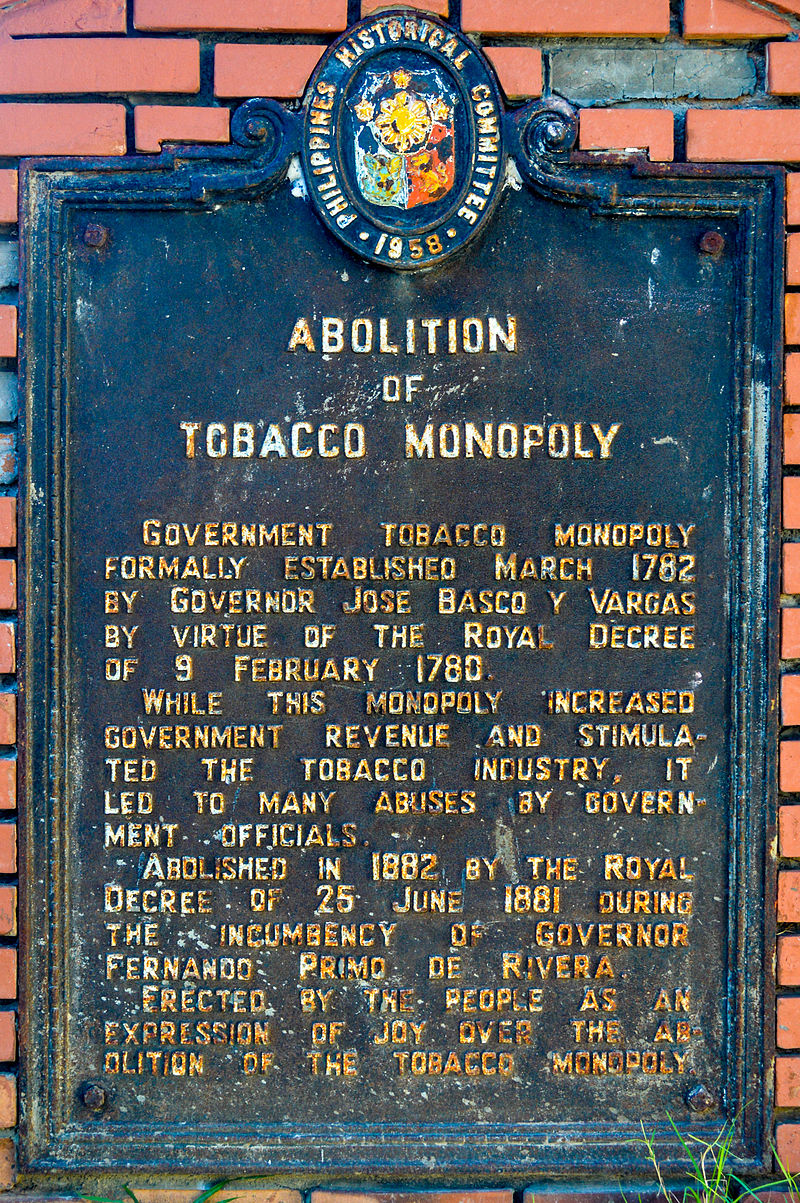 PHILIPPINES HISTORICAL COMMITTEE
• 1958 •
ABOLITION
OF
TOBACCO MONOPOLY
GOVERNMENT TOBACCO MONOPOLY
FORMALLY ESTABLISHED MARCH 1782
BY GOVERNOR JOSE BASCO Y VARGAS
BY VIRTUE OF THE ROYAL DECREE
OF 9 FEBRUARY 1780.
WHILE THIS MONOPOLY INCREASED
GOVERNMENT REVENUE AND STIMULA-
TED THE TOBACCO INDUSTRY, IT
LED TO MANY ABUSES BY GOVERN-
MENT OFFICIALS.
ABOLISHED IN 1882 BY THE ROYAL
DECREE OF 25 JUNE 1881 DURING
THE INCUMBENCY OF GOVERNOR
FERNANDO PRIMO DE RIVERA.
ERECTED BY THE PEOPLE AS AN
EXPRESSION OF JOY OVER THE AB-
OLITION OF THE TOBACCO MONOPOLY.